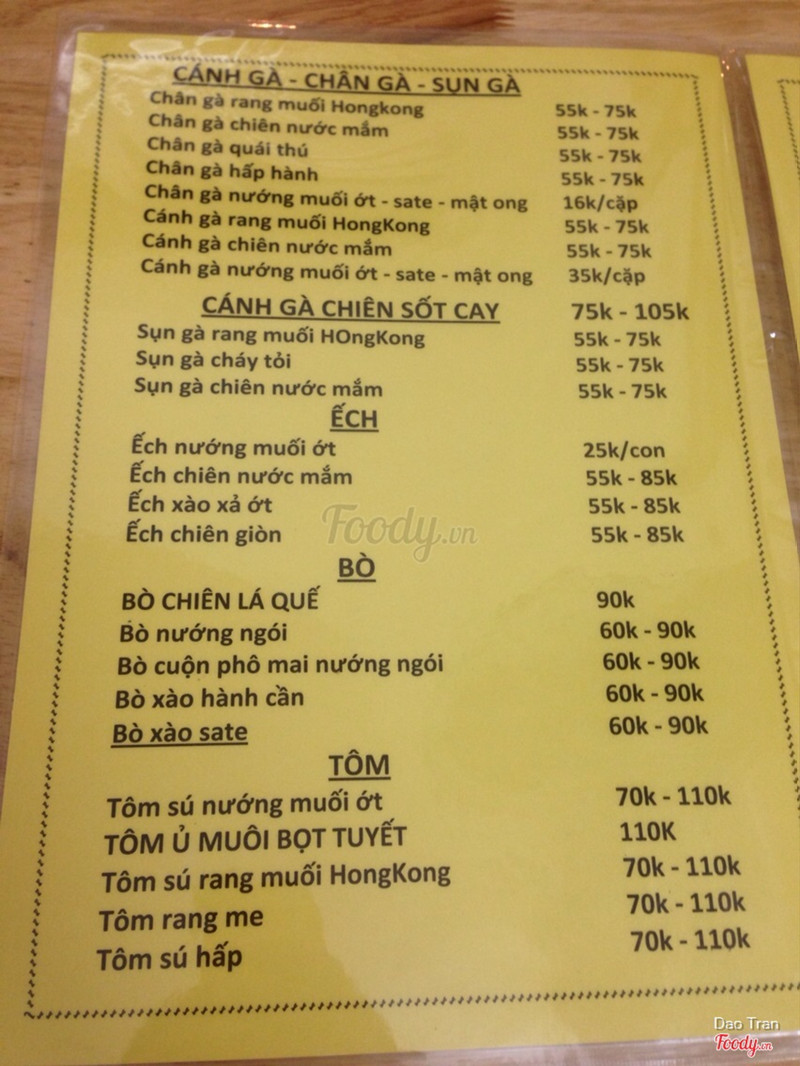 CÁNH GÀ - CHÂN GÀ - SỤN GÀ
Chân gà rang muối Hongkong 55k - 75k
Chân gà chiên nước mắm 55k - 75k
Chân gà quái thú 55k - 75k
Chân gà hấp hành 55k - 75k
Chân gà nướng muối ớt - sate - mật ong 16k/cặp
Cánh gà rang muối HongKong 55k - 75k
Cánh gà chiên nước mắm 55k - 75k
Cánh gà nướng muối ớt - sate - mật ong 35k/cặp
CÁNH GÀ CHIÊN SỐT CAY 75k - 105k
Sụn gà rang muối HOngKong 55k - 75k
Sụn gà cháy tỏi 55k - 75k
Sụn gà chiên nước mắm 55k - 75k
ẾCH
Ếch nướng muối ớt 25k/con
Ếch chiên nước mắm 55k - 85k
Ếch xào xả ớt 55k - 85k
Ếch chiên giòn 55k - 85k
Foody.vn
BÒ
BÒ CHIÊN LÁ QUẾ 90k
Bò nướng ngói 60k - 90k
Bò cuộn phô mai nướng ngói 60k - 90k
Bò xào hành cần 60k - 90k
Bò xào sate 60k - 90k
TÔM
Tôm sú nướng muối ớt 70k - 110k
TÔM Ủ MUÔI BỌT TUYẾT 110K
Tôm sú rang muối HongKong 70k - 110k
Tôm rang me 70k - 110k
Tôm sú hấp 70k - 110k
Dao Tran
Foody.vn